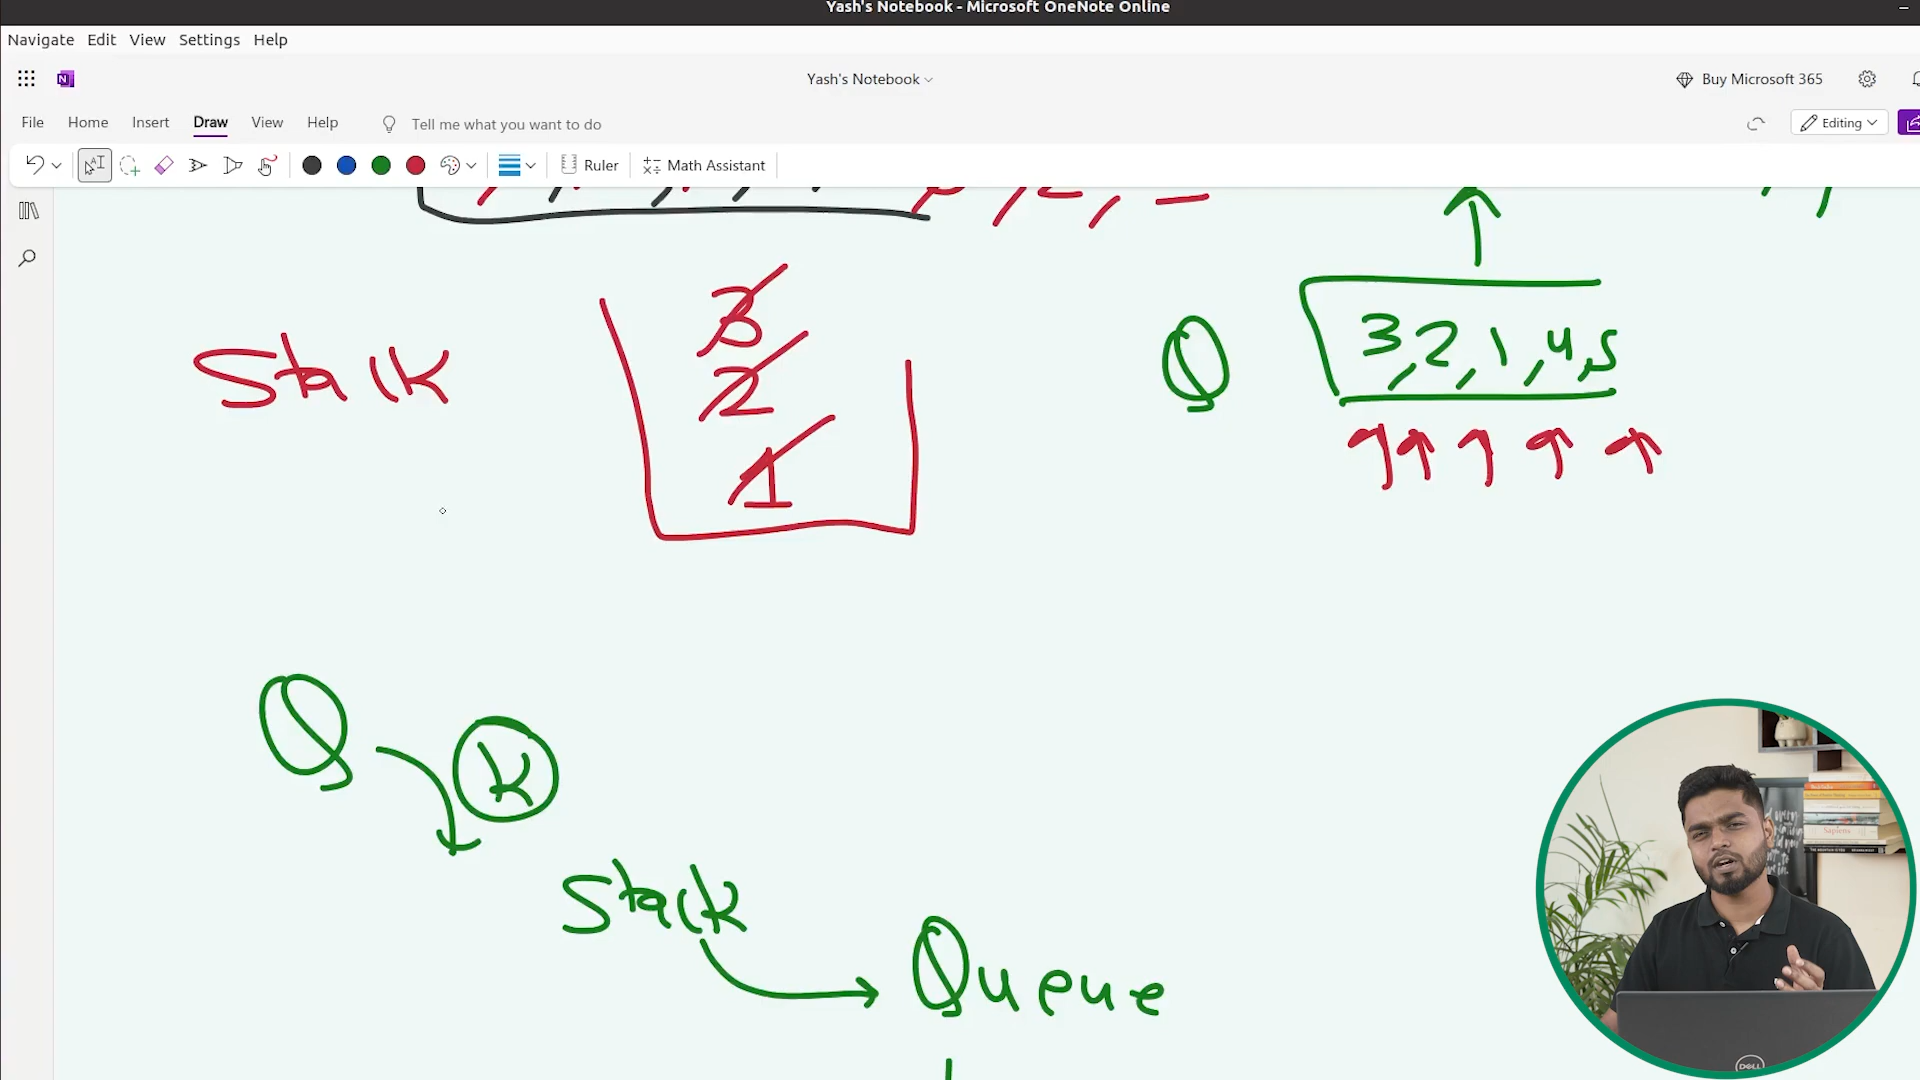 Yash's Notebook - Microsoft OneNote Online
Navigate Edit View Settings Help
Yash's Notebook
Buy Microsoft 365
File Home Insert Draw View Help
Tell me what you want to do
Editing
Ruler
Math Assistant
Stack
3
2
1
Q
3, 2, 1, 4, 5
Q
K
Stack
Queue
Sapiens
DELL